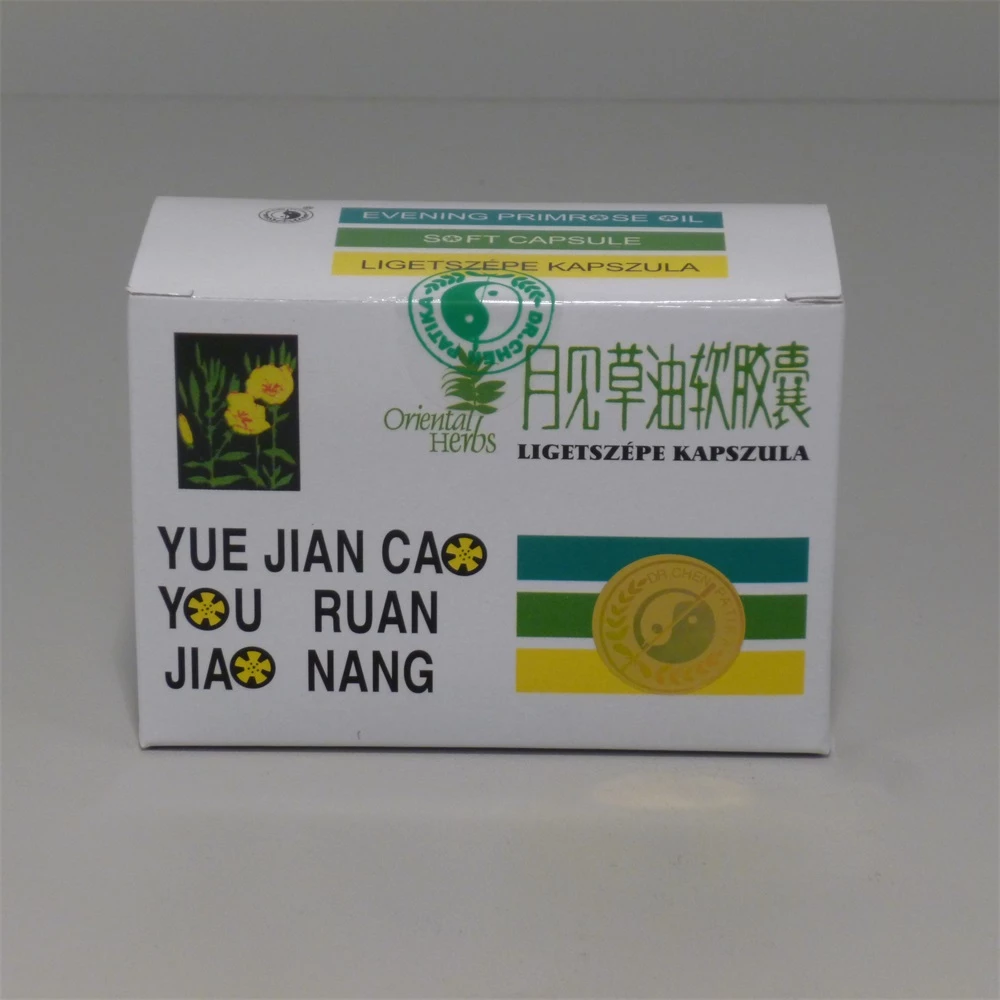 EVENING PRIMROSE OIL
SOFT CAPSULE
LIGETSZÉPE KAPSZULA
DR.CHEN PATIKA
Oriental
Herbs
月见草油软胶囊
LIGETSZÉPE KAPSZULA
YUE JIAN CAO
YOU RUAN
JIAO NANG
DR.CHEN PATIKA